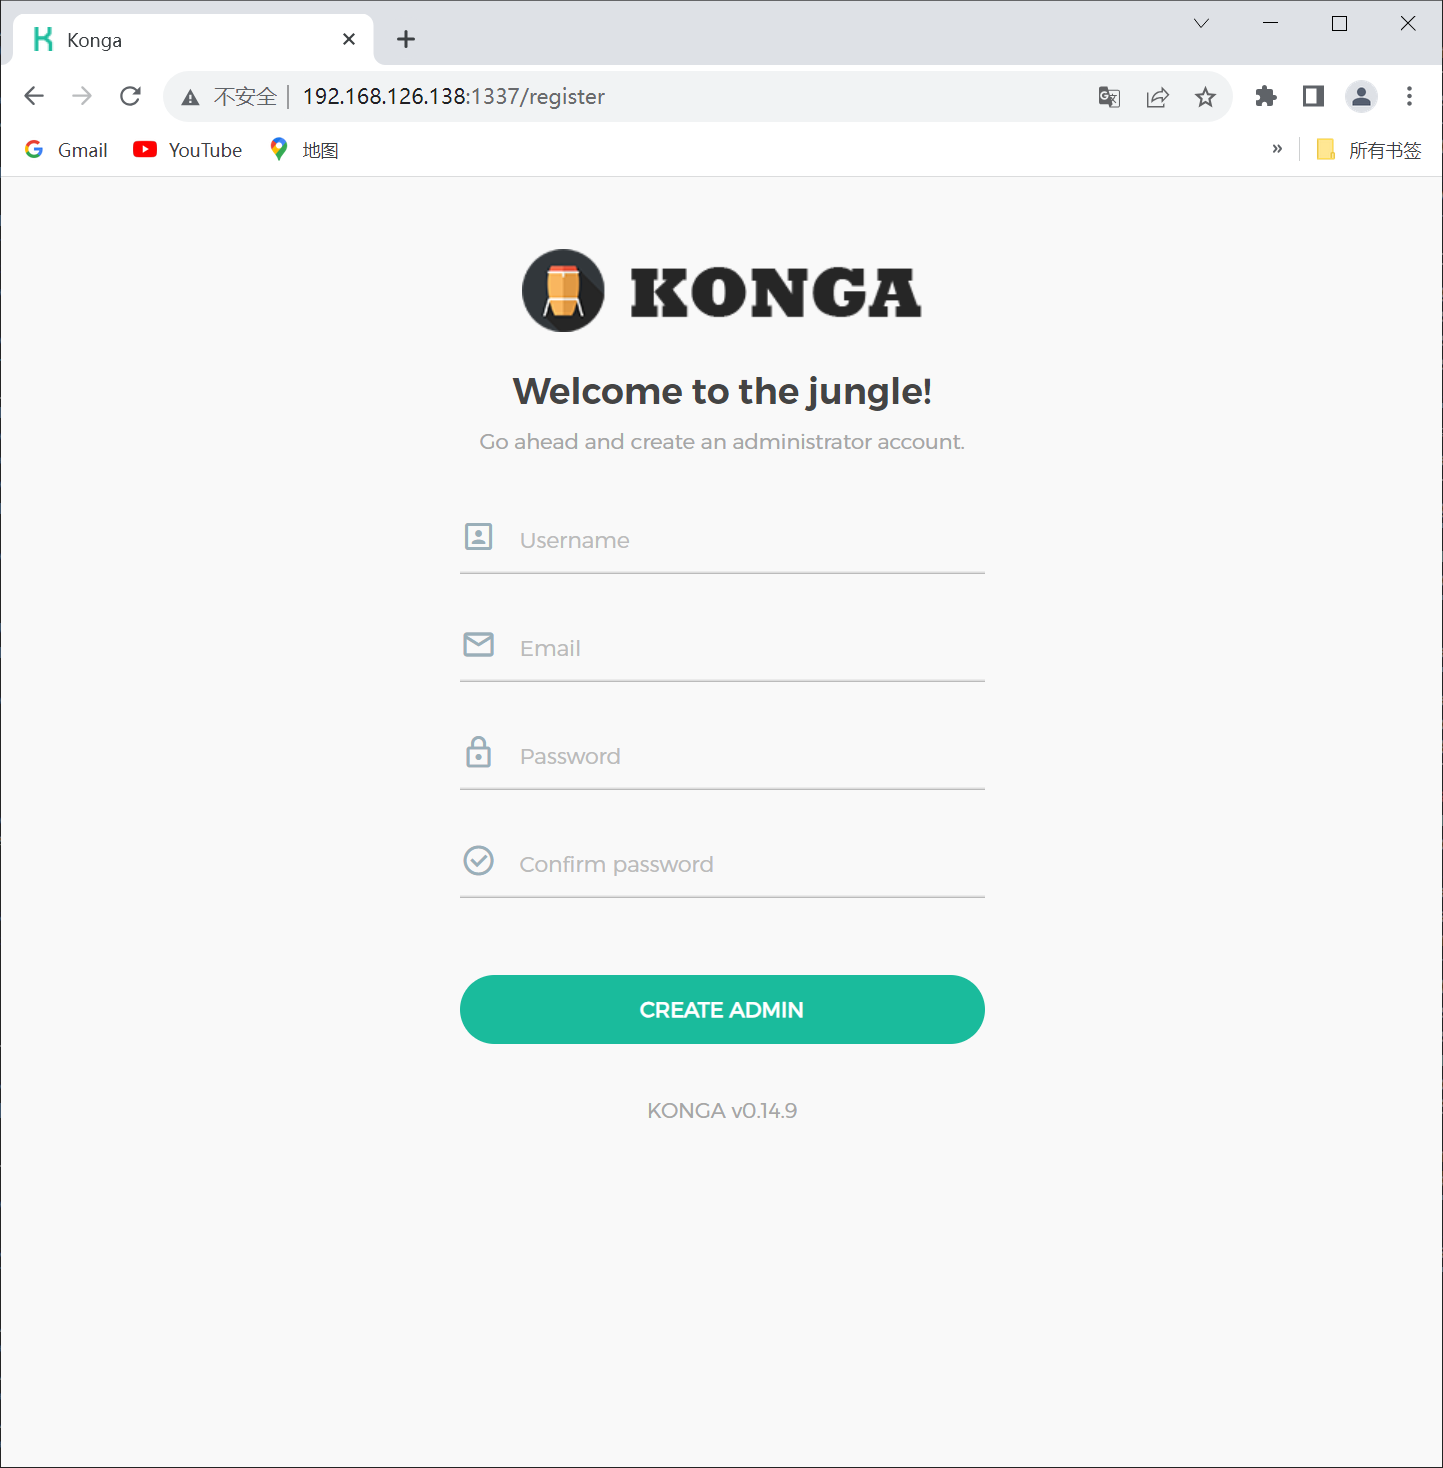 Konga
不安全 192.168.126.138:1337/register
Gmail YouTube 地图 » 所有书签
KONGA
Welcome to the jungle!
Go ahead and create an administrator account.
Username
Email
Password
Confirm password
CREATE ADMIN
KONGA v0.14.9